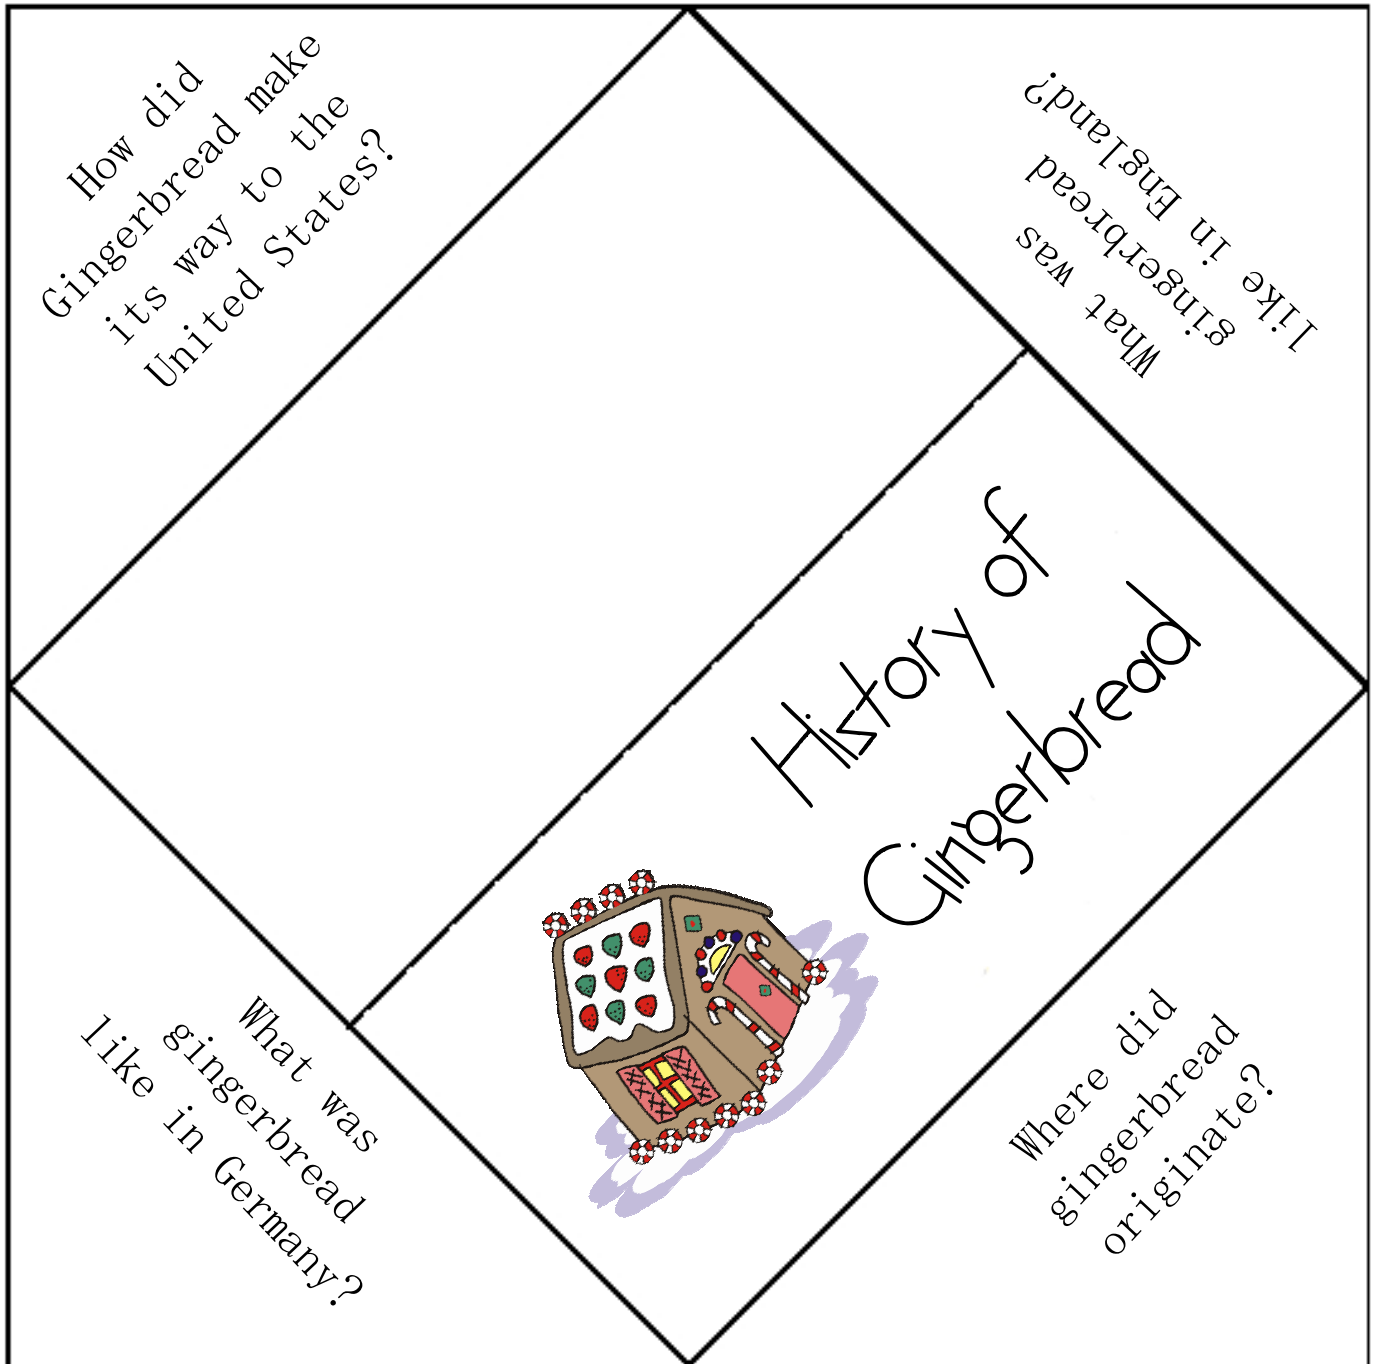 How did
Gingerbread make
its way to the
United States?
What was
gingerbread
like in England?
History of
Gingerbread
What was
gingerbread
like in Germany?
Where did
gingerbread
originate?